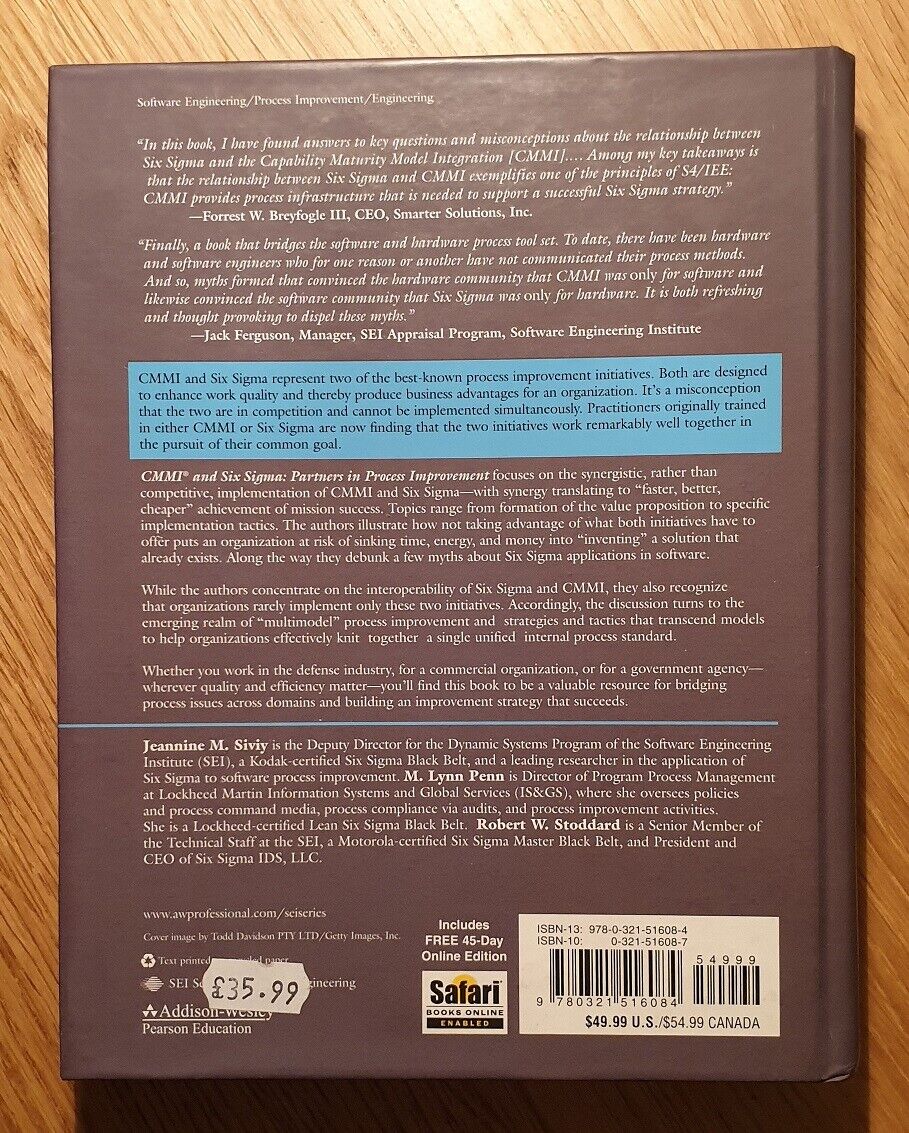 Software Engineering/Process Improvement/Engineering
“In this book, I have found answers to key questions and misconceptions about the relationship between
Six Sigma and the Capability Maturity Model Integration [CMMI].... Among my key takeaways is
that the relationship between Six Sigma and CMMI exemplifies one of the principles of S4/IEE:
CMMI provides process infrastructure that is needed to support a successful Six Sigma strategy.”
—Forrest W. Breyfogle III, CEO, Smarter Solutions, Inc.
“Finally, a book that bridges the software and hardware process tool set. To date, there have been hardware
and software engineers who for one reason or another have not communicated their process methods.
And so, myths formed that convinced the hardware community that CMMI was only for software and
likewise convinced the software community that Six Sigma was only for hardware. It is both refreshing
and thought provoking to dispel these myths.”
—Jack Ferguson, Manager, SEI Appraisal Program, Software Engineering Institute
CMMI and Six Sigma represent two of the best-known process improvement initiatives. Both are designed
to enhance work quality and thereby produce business advantages for an organization. It’s a misconception
that the two are in competition and cannot be implemented simultaneously. Practitioners originally trained
in either CMMI or Six Sigma are now finding that the two initiatives work remarkably well together in
the pursuit of their common goal.
CMMI® and Six Sigma: Partners in Process Improvement focuses on the synergistic, rather than
competitive, implementation of CMMI and Six Sigma—with synergy translating to “faster, better,
cheaper” achievement of mission success. Topics range from formation of the value proposition to specific
implementation tactics. The authors illustrate how not taking advantage of what both initiatives have to
offer puts an organization at risk of sinking time, energy, and money into “inventing” a solution that
already exists. Along the way they debunk a few myths about Six Sigma applications in software.
While the authors concentrate on the interoperability of Six Sigma and CMMI, they also recognize
that organizations rarely implement only these two initiatives. Accordingly, the discussion turns to the
emerging realm of “multimodel” process improvement and strategies and tactics that transcend models
to help organizations effectively knit together a single unified internal process standard.
Whether you work in the defense industry, for a commercial organization, or for a government agency—
wherever quality and efficiency matter—you’ll find this book to be a valuable resource for bridging
process issues across domains and building an improvement strategy that succeeds.
Jeannine M. Siviy is the Deputy Director for the Dynamic Systems Program of the Software Engineering
Institute (SEI), a Kodak-certified Six Sigma Black Belt, and a leading researcher in the application of
Six Sigma to software process improvement. M. Lynn Penn is Director of Program Process Management
at Lockheed Martin Information Systems and Global Services (IS&GS), where she oversees policies
and process command media, process compliance via audits, and process improvement activities.
She is a Lockheed-certified Lean Six Sigma Black Belt. Robert W. Stoddard is a Senior Member of
the Technical Staff at the SEI, a Motorola-certified Six Sigma Master Black Belt, and President and
CEO of Six Sigma IDS, LLC.
www.awprofessional.com/seiseries
Cover image by Todd Davidson PTY LTD/Getty Images, Inc.
Text printed paper
SEI
£35.99
Addison-Wesley
Pearson Education
Includes
FREE 45-Day
Online Edition
Safari
BOOKS ONLINE
ENABLED
ISBN-13: 978-0-321-51608-4
ISBN-10: 0-321-51608-7
54999
9 780321 516084
$49.99 U.S./$54.99 CANADA